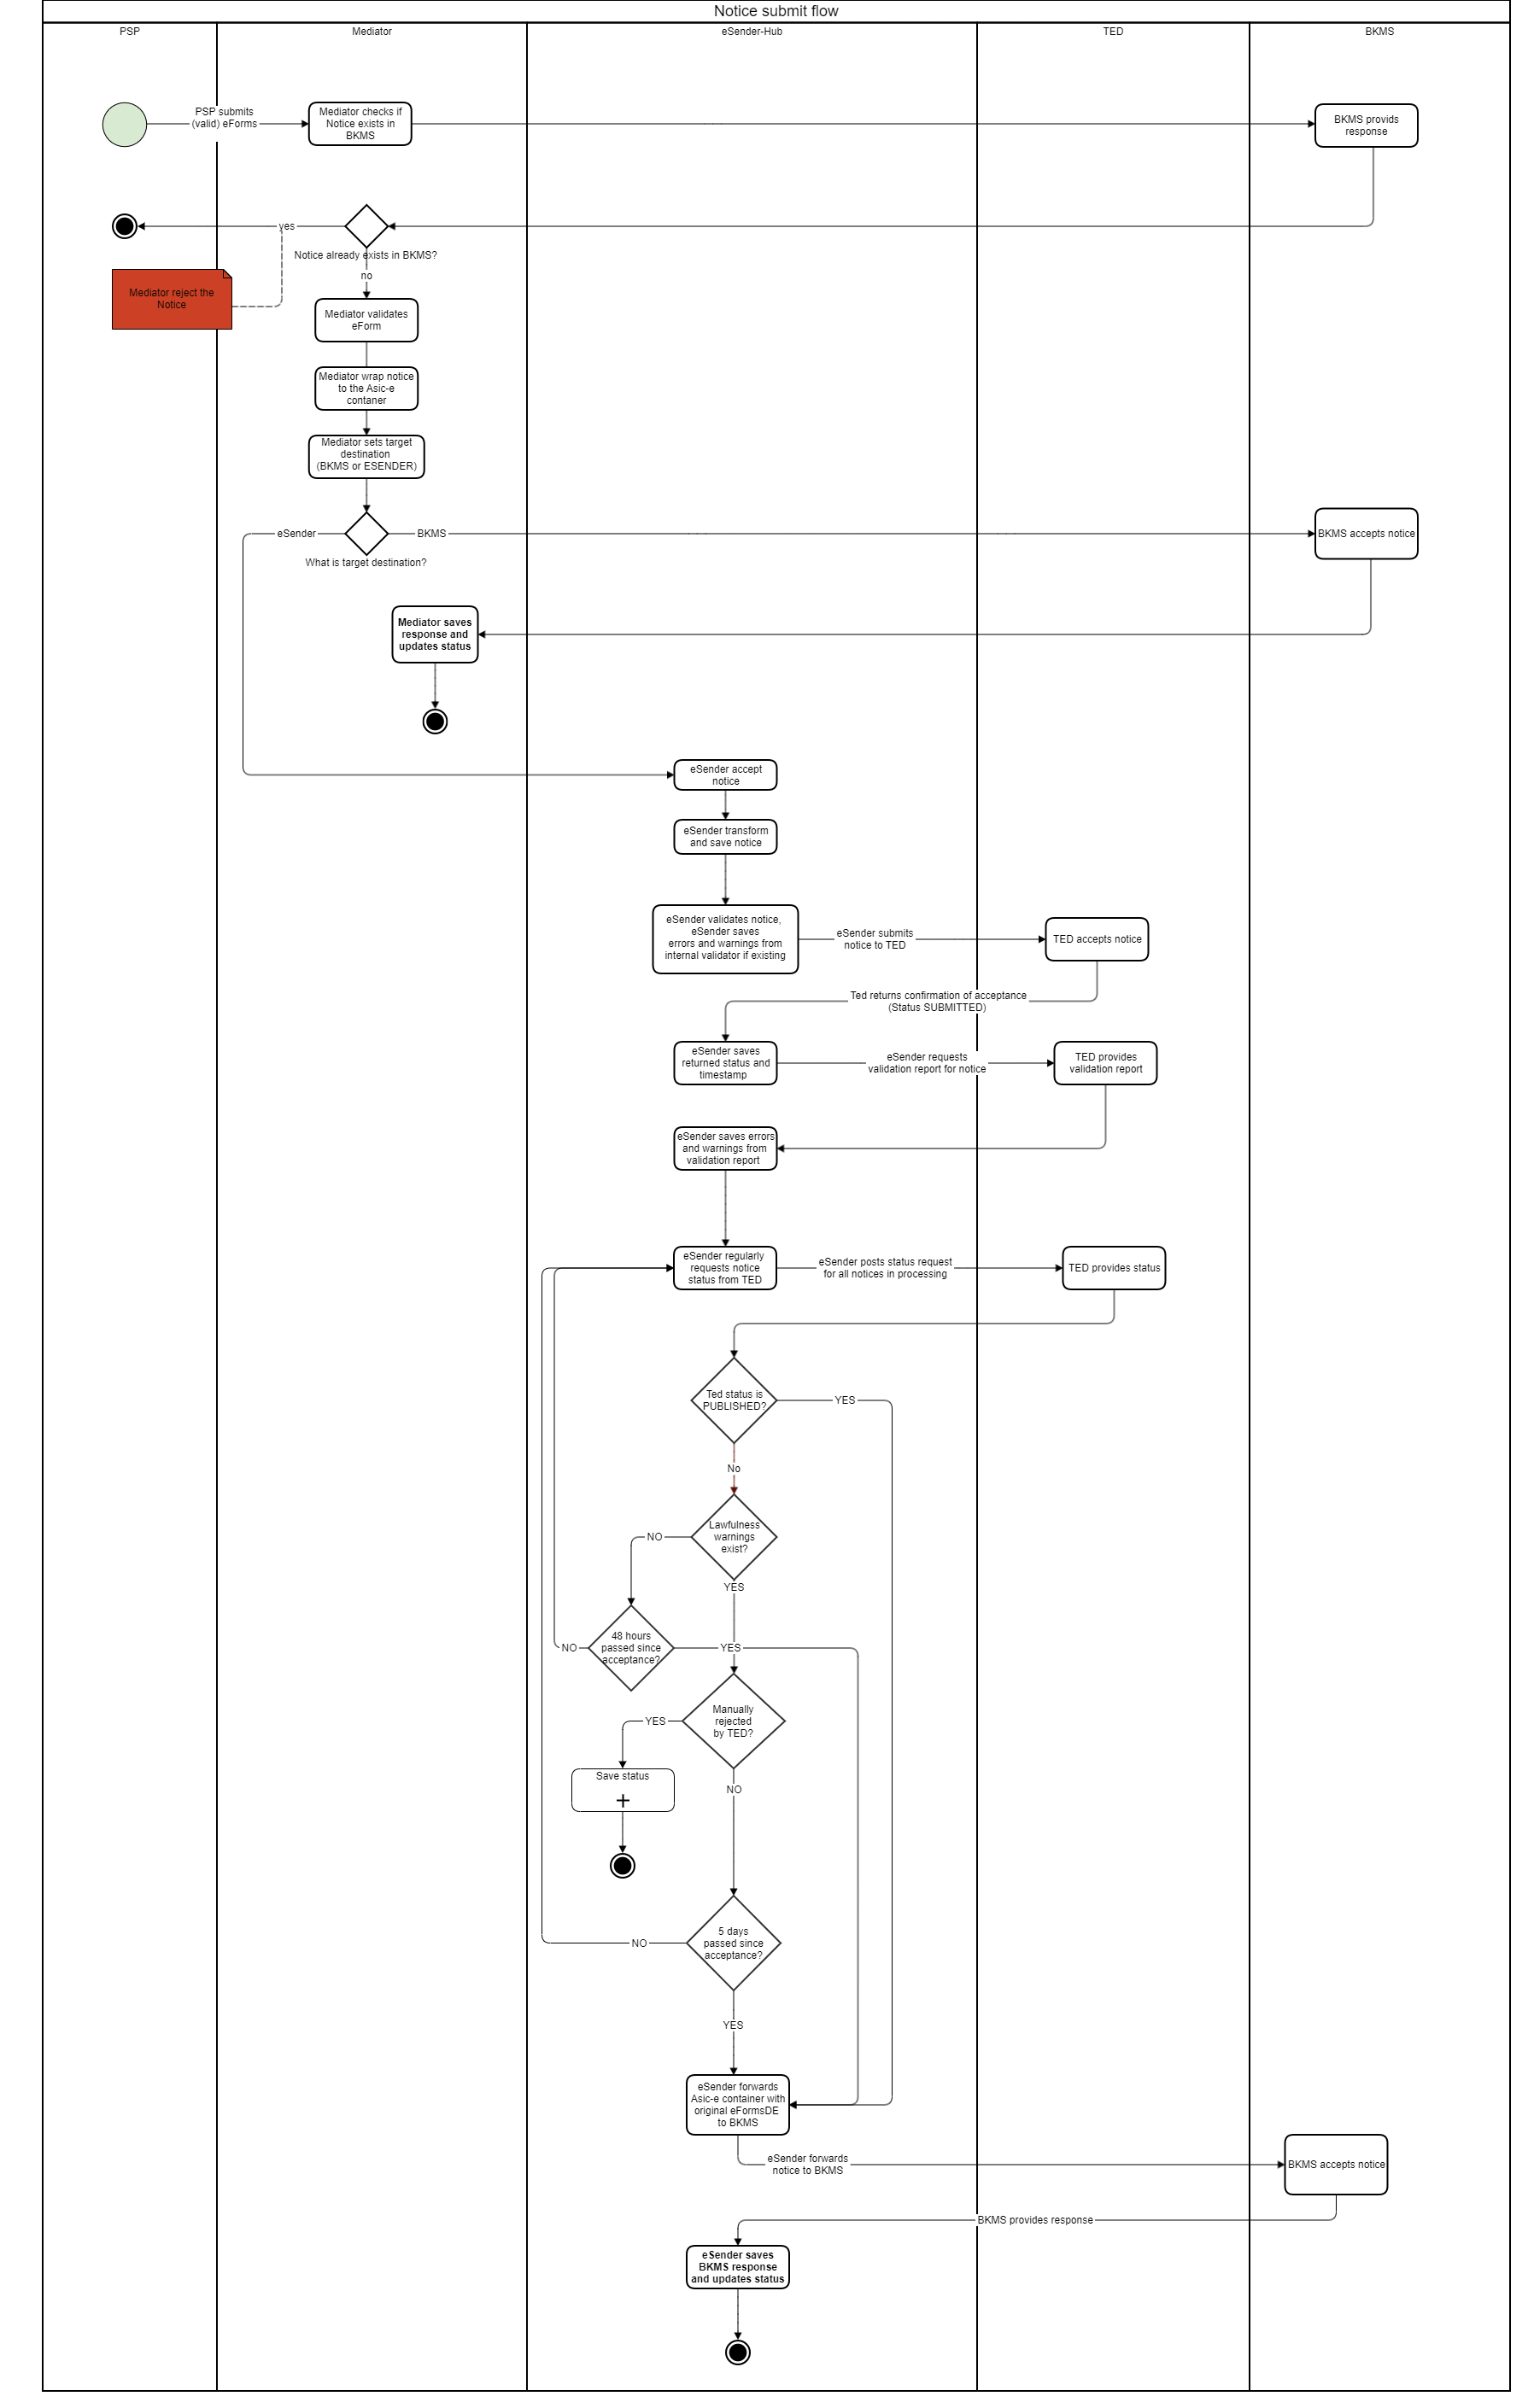 Notice submit flow
PSP
Mediator
eSender-Hub
TED
BKMS
PSP submits
(valid) eForms
Mediator checks if
Notice exists in
BKMS
BKMS provids
response
yes
Notice already exists in BKMS?
no
Mediator reject the
Notice
Mediator validates
eForm
Mediator wrap notice
to the Asic-e
contaner
Mediator sets target
destination
(BKMS or ESENDER)
eSender
BKMS
BKMS accepts notice
What is target destination?
Mediator saves
response and
updates status
eSender accept
notice
eSender transform
and save notice
eSender validates notice,
eSender saves
errors and warnings from
internal validator if existing
eSender submits
notice to TED
TED accepts notice
Ted returns confirmation of acceptance
(Status SUBMITTED)
eSender saves
returned status and
timestamp
eSender requests
validation report for notice
TED provides
validation report
eSender saves errors
and warnings from
validation report
eSender regularly
requests notice
status from TED
eSender posts status request
for all notices in processing
TED provides status
Ted status is
PUBLISHED?
YES
No
Lawfulness
warnings
exist?
NO
YES
48 hours
passed since
acceptance?
NO
YES
Manually
rejected
by TED?
YES
Save status
NO
5 days
passed since
acceptance?
NO
YES
eSender forwards
Asic-e container with
original eFormsDE
to BKMS
eSender forwards
notice to BKMS
BKMS accepts notice
BKMS provides response
eSender saves
BKMS response
and updates status